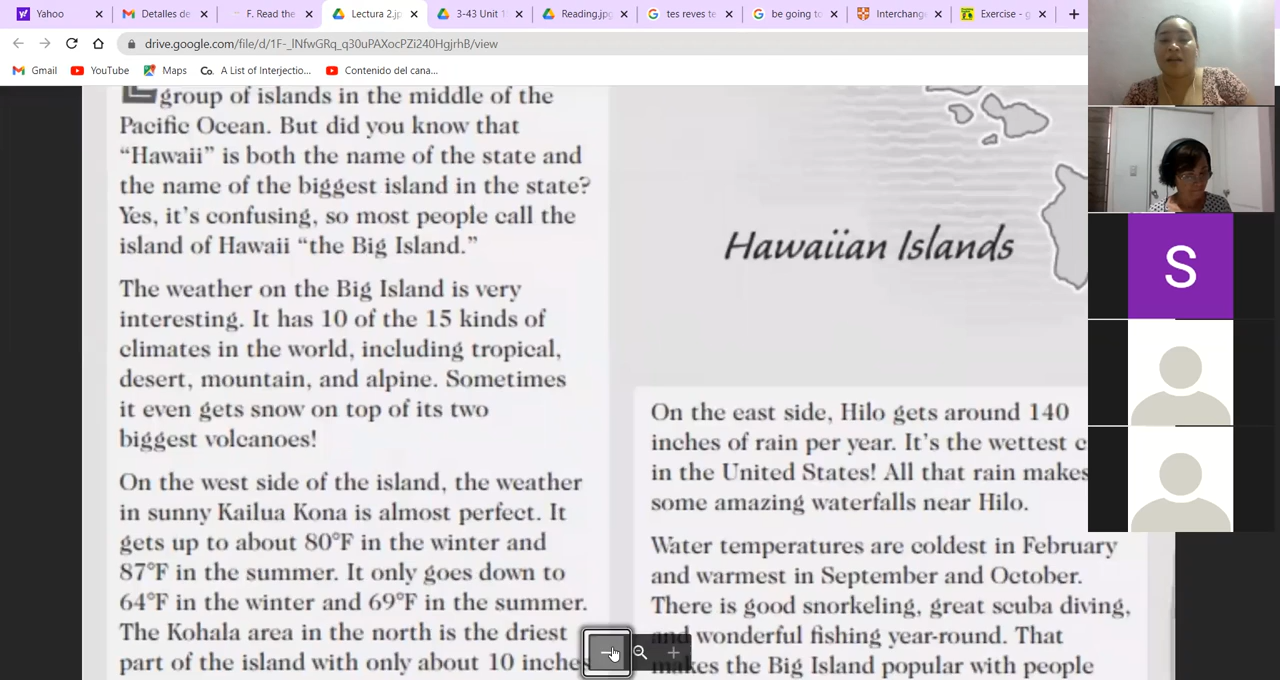 Yahoo
Detalles de
F. Read the
Lectura 2.jp
3-43 Unit 1
Reading.jpg
tes reves te
be going to
Interchange
Exercise - g
drive.google.com/file/d/1F-_lNfwGRq_q30uPAXocPZi240HgjrhB/view
Gmail
YouTube
Maps
Co. A List of Interjectio...
Contenido del cana...
group of islands in the middle of the
Pacific Ocean. But did you know that
“Hawaii” is both the name of the state and
the name of the biggest island in the state?
Yes, it’s confusing, so most people call the
island of Hawaii “the Big Island.”
The weather on the Big Island is very
interesting. It has 10 of the 15 kinds of
climates in the world, including tropical,
desert, mountain, and alpine. Sometimes
it even gets snow on top of its two
biggest volcanoes!
On the west side of the island, the weather
in sunny Kailua Kona is almost perfect. It
gets up to about 80°F in the winter and
87°F in the summer. It only goes down to
64°F in the winter and 69°F in the summer.
The Kohala area in the north is the driest
part of the island with only about 10 inches
Hawaiian Islands
On the east side, Hilo gets around 140
inches of rain per year. It’s the wettest c
in the United States! All that rain makes
some amazing waterfalls near Hilo.
Water temperatures are coldest in February
and warmest in September and October.
There is good snorkeling, great scuba diving,
and wonderful fishing year-round. That
makes the Big Island popular with people
S